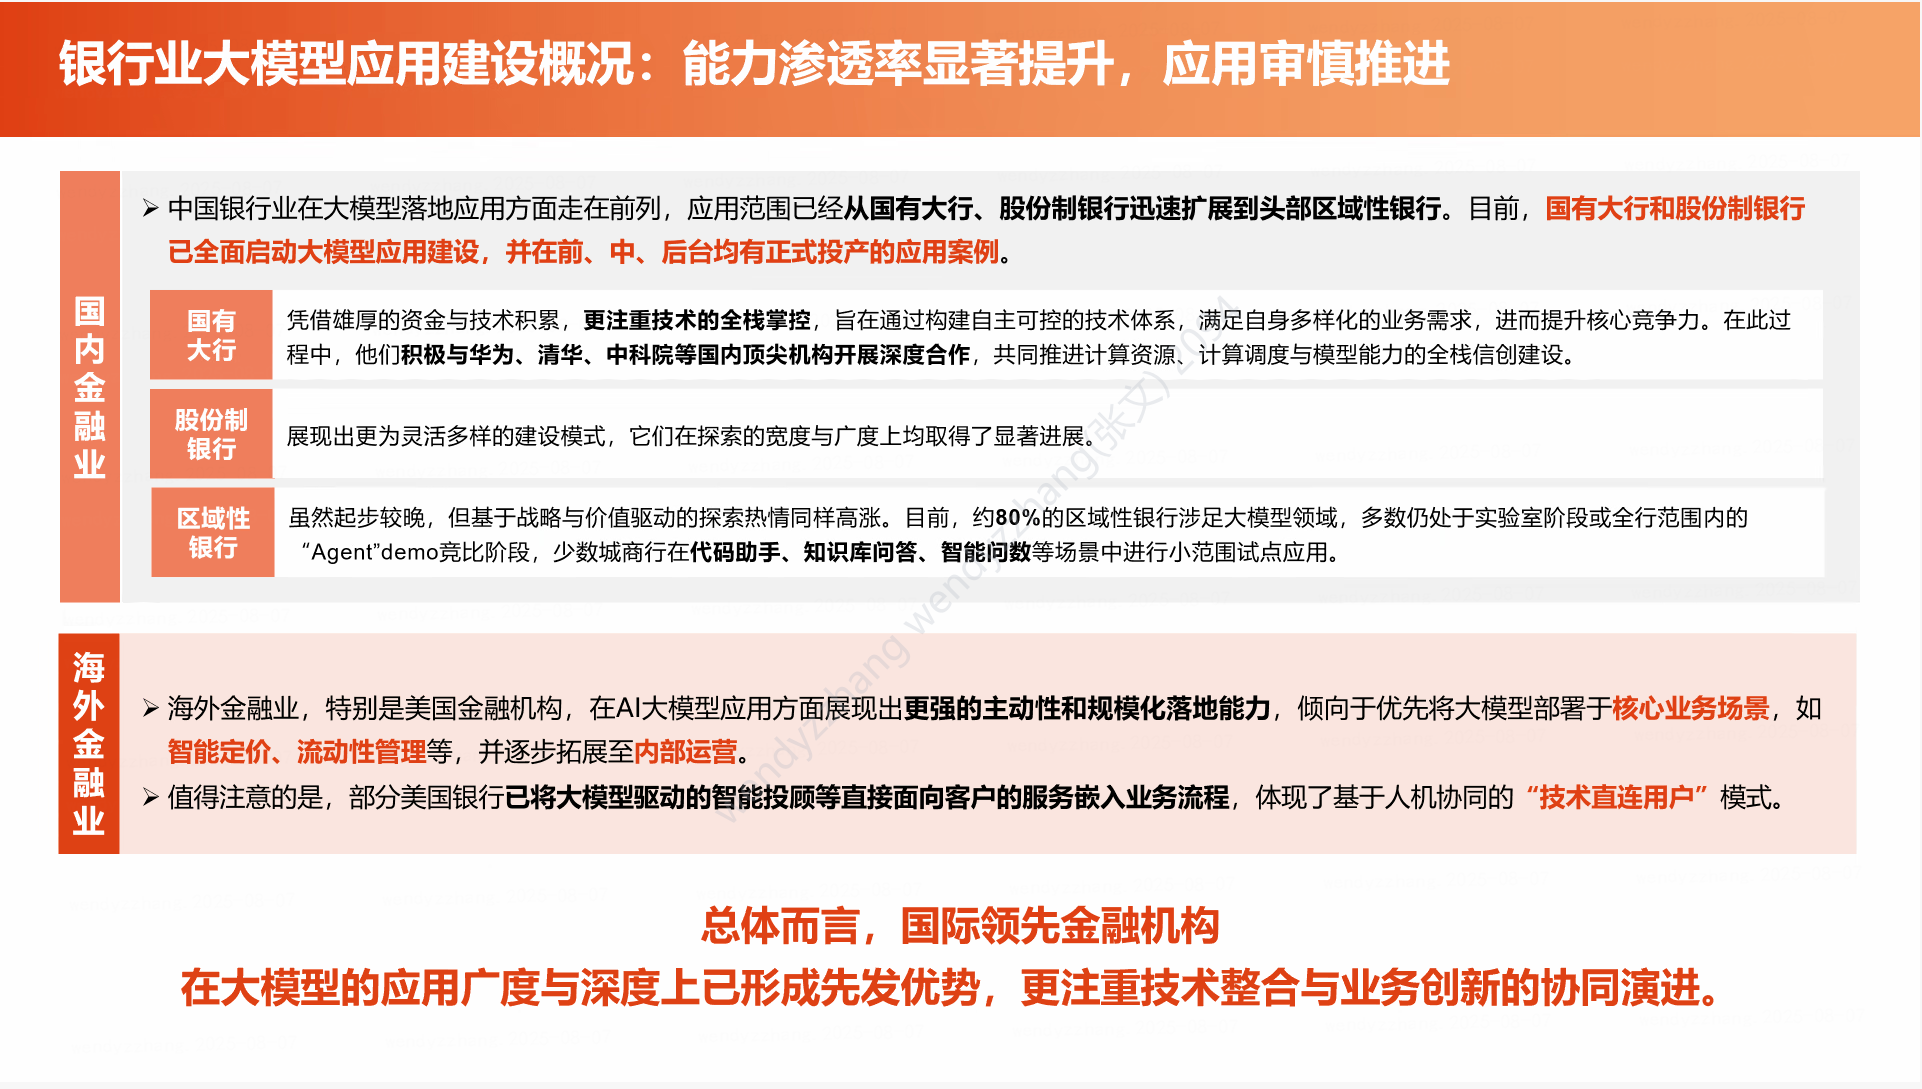 银行业大模型应用建设概况：能力渗透率显著提升，应用审慎推进
国内金融业
➢ 中国银行业在大模型落地应用方面走在前列，应用范围已经从国有大行、股份制银行迅速扩展到头部区域性银行。目前，国有大行和股份制银行
已全面启动大模型应用建设，并在前、中、后台均有正式投产的应用案例。
国有
大行
凭借雄厚的资金与技术积累，更注重技术的全栈掌控，旨在通过构建自主可控的技术体系，满足自身多样化的业务需求，进而提升核心竞争力。在此过
程中，他们积极与华为、清华、中科院等国内顶尖机构开展深度合作，共同推进计算资源、计算调度与模型能力的全栈信创建设。
股份制
银行
展现出更为灵活多样的建设模式，它们在探索的宽度与广度上均取得了显著进展。
区域性
银行
虽然起步较晚，但基于战略与价值驱动的探索热情同样高涨。目前，约80%的区域性银行涉足大模型领域，多数仍处于实验室阶段或全行范围内的
“Agent”demo竞比阶段，少数城商行在代码助手、知识库问答、智能问数等场景中进行小范围试点应用。
海外金融业
➢ 海外金融业，特别是美国金融机构，在AI大模型应用方面展现出更强的主动性和规模化落地能力，倾向于优先将大模型部署于核心业务场景，如
智能定价、流动性管理等，并逐步拓展至内部运营。
➢ 值得注意的是，部分美国银行已将大模型驱动的智能投顾等直接面向客户的服务嵌入业务流程，体现了基于人机协同的“技术直连用户”模式。
总体而言，国际领先金融机构
在大模型的应用广度与深度上已形成先发优势，更注重技术整合与业务创新的协同演进。
wendyzzhang wendyzzhang(张文)